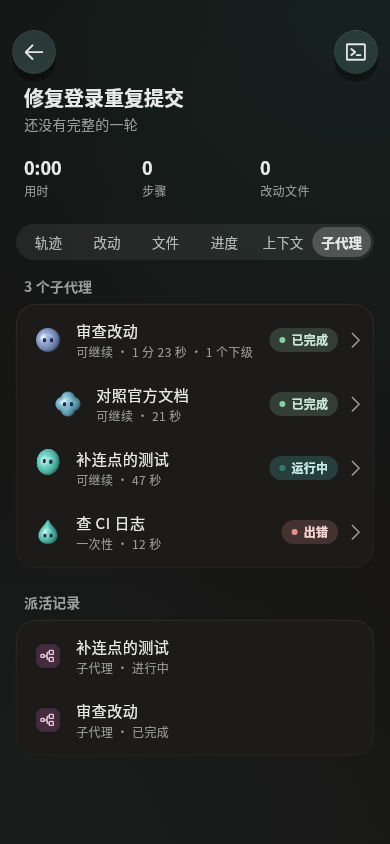 修复登录重复提交
还没有完整的一轮
0:00
0
0
用时
步骤
改动文件
轨迹
改动
文件
进度
上下文
子代理
3 个子代理
审查改动
可继续 · 1 分 23 秒 · 1 个下级
已完成
对照官方文档
可继续 · 21 秒
已完成
补连点的测试
可继续 · 47 秒
运行中
查 CI 日志
一次性 · 12 秒
出错
派活记录
补连点的测试
子代理 · 进行中
审查改动
子代理 · 已完成